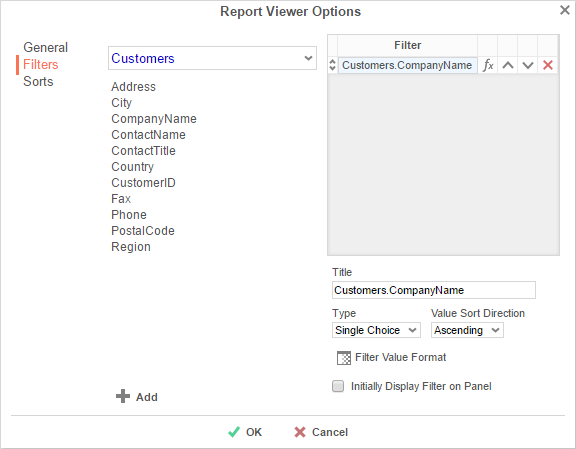 Report Viewer Options
General
Filters
Sorts
Customers
Address
City
CompanyName
ContactName
ContactTitle
Country
CustomerID
Fax
Phone
PostalCode
Region
Add
Filter
Customers.CompanyName fx
Title
Customers.CompanyName
Type Value Sort Direction
Single Choice Ascending
Filter Value Format
Initially Display Filter on Panel
OK Cancel